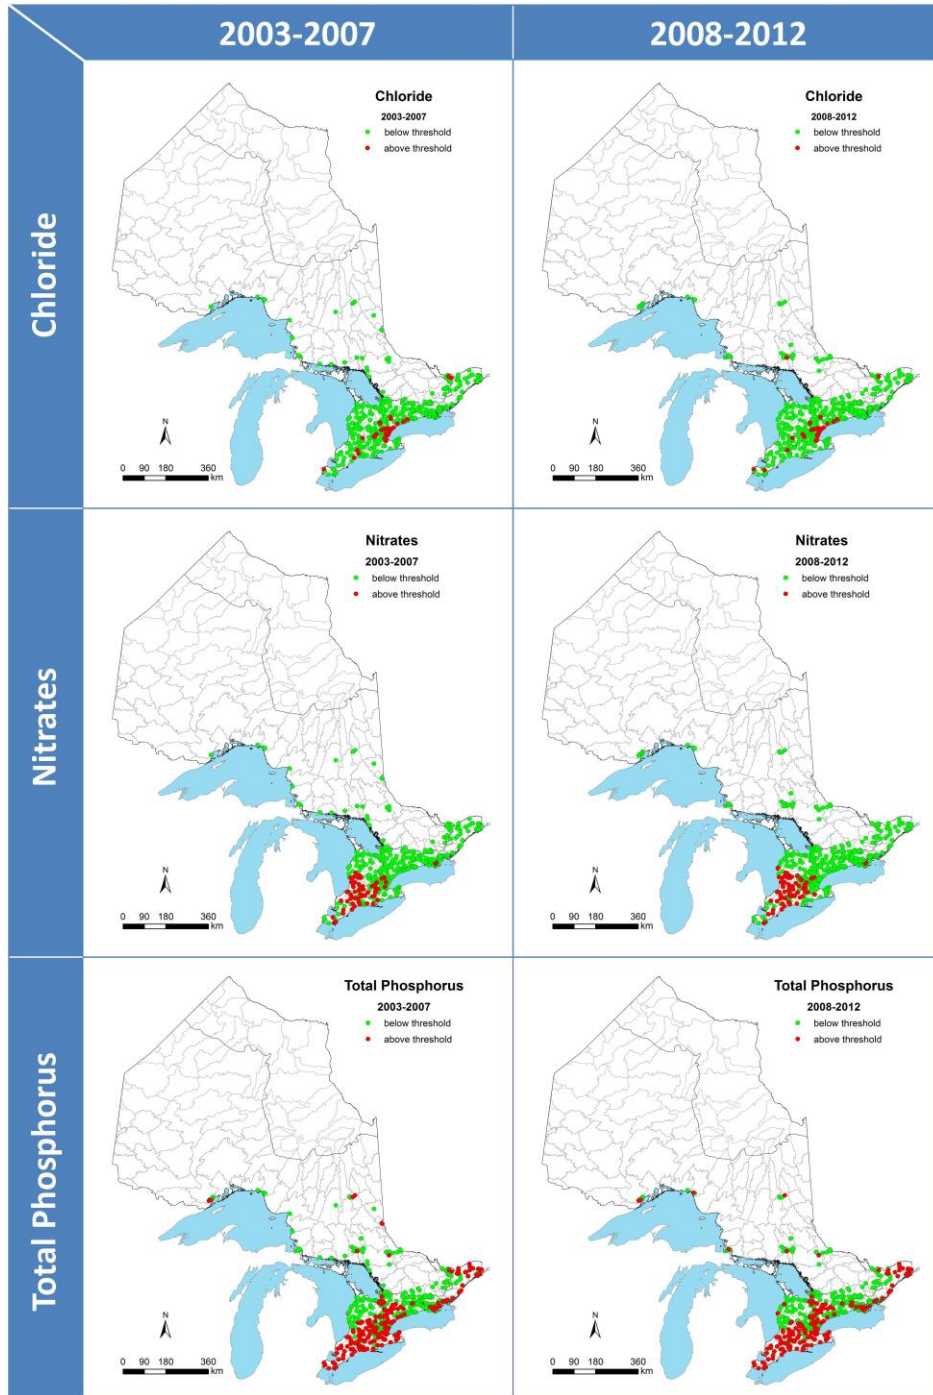 2003-2007
2008-2012
Chloride
Chloride
2003-2007
below threshold
above threshold
N
0 90 180 360
km
Chloride
2008-2012
below threshold
above threshold
N
0 90 180 360
km
Nitrates
Nitrates
2003-2007
below threshold
above threshold
N
0 90 180 360
km
Nitrates
2008-2012
below threshold
above threshold
N
0 90 180 360
km
Total Phosphorus
Total Phosphorus
2003-2007
below threshold
above threshold
N
0 90 180 360
km
Total Phosphorus
2008-2012
below threshold
above threshold
N
0 90 180 360
km